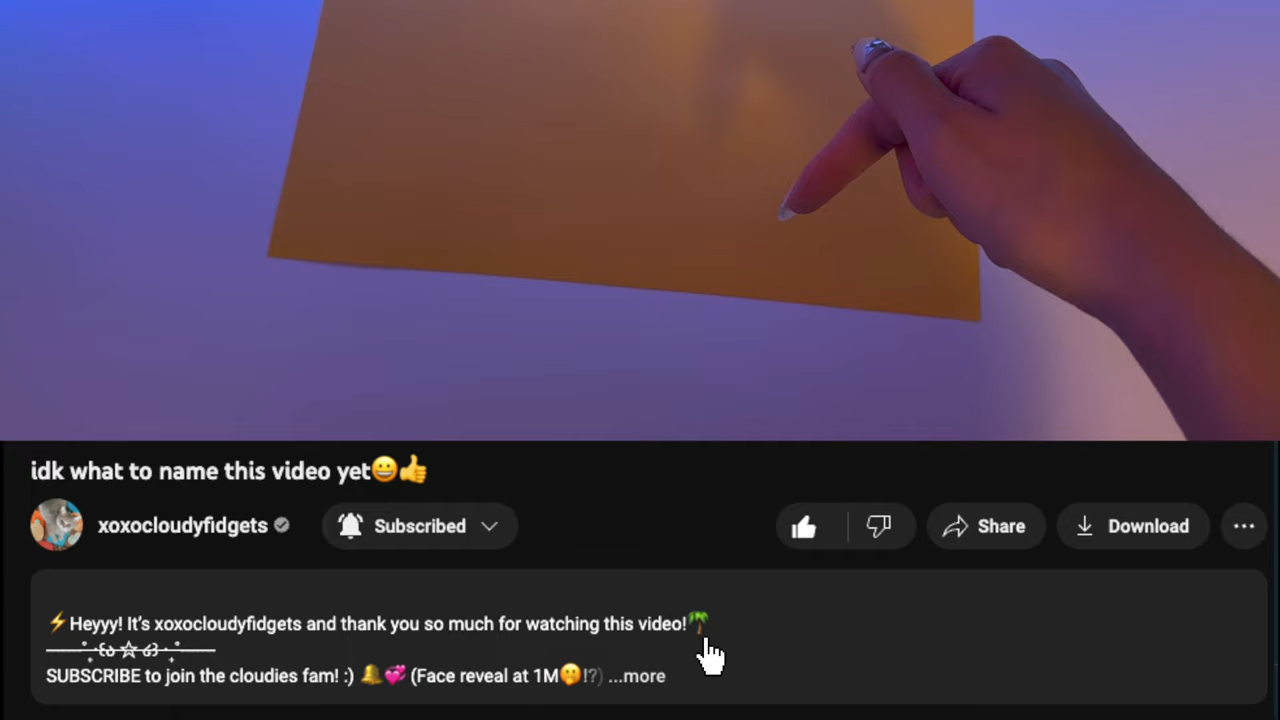 idk what to name this video yet😀👍
xoxocloudyfidgets
Subscribed
Share
Download
⚡Heyyy! It's xoxocloudyfidgets and thank you so much for watching this video!🌴
SUBSCRIBE to join the cloudies fam! :) 🔔💞 (Face reveal at 1M🤫!?) ...more